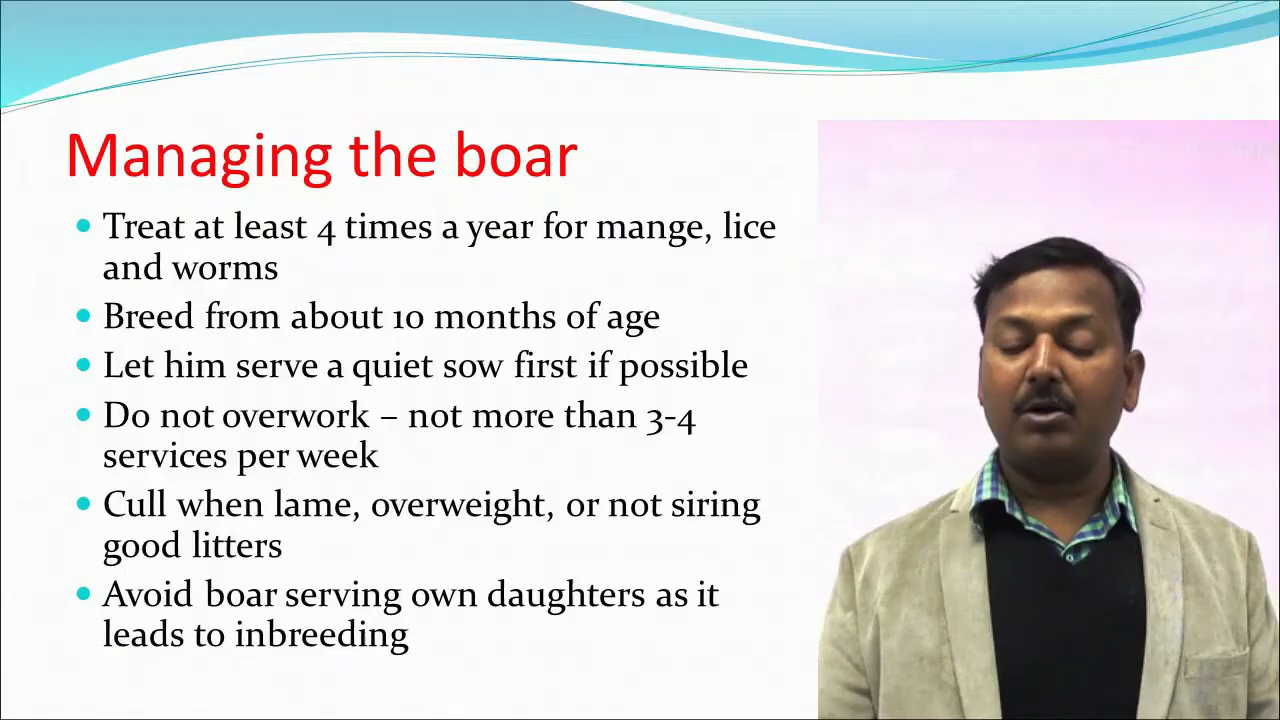 Managing the boar
• Treat at least 4 times a year for mange, lice
and worms
• Breed from about 10 months of age
• Let him serve a quiet sow first if possible
• Do not overwork – not more than 3-4
services per week
• Cull when lame, overweight, or not siring
good litters
• Avoid boar serving own daughters as it
leads to inbreeding